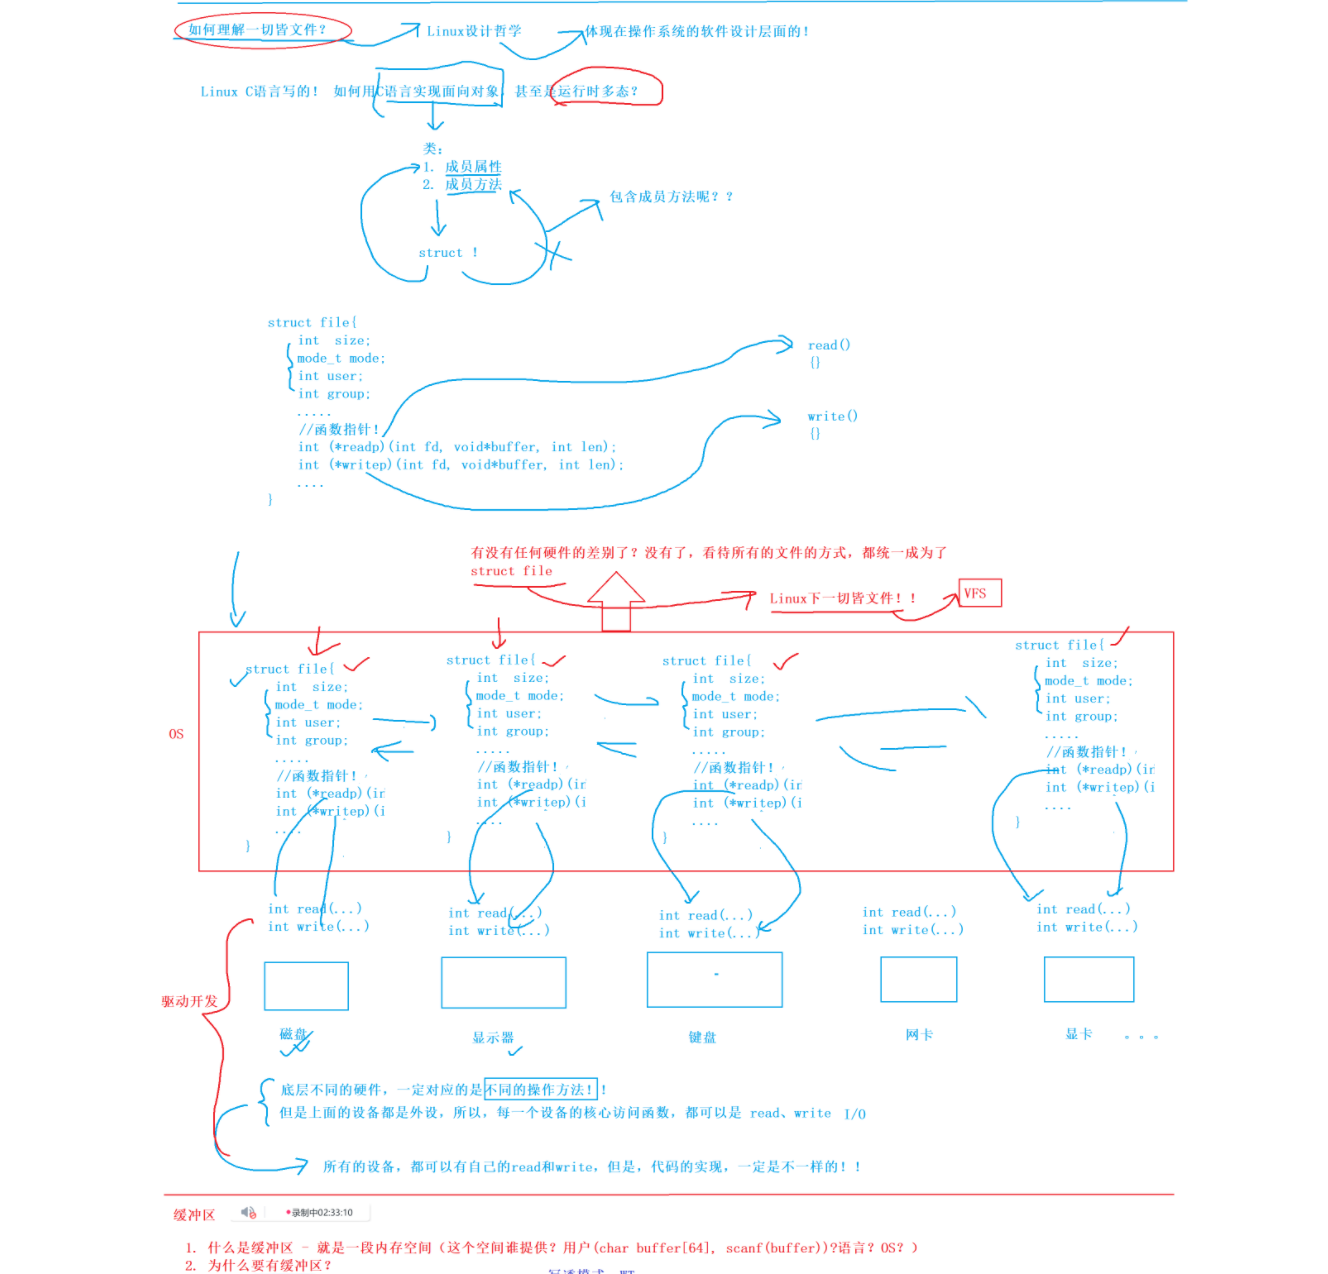 如何理解一切皆文件?
Linux设计哲学
体现在操作系统的软件设计层面的!
Linux C语言写的! 如何用C语言实现面向对象, 甚至是运行时多态?
类:
1. 成员属性
2. 成员方法
包含成员方法呢??
struct !
struct file{
int size;
mode_t mode;
int user;
int group;
.....
//函数指针!
int (*readp)(int fd, void*buffer, int len);
int (*writep)(int fd, void*buffer, int len);
....
}
read()
{}
write()
{}
有没有任何硬件的差别了?没有了,看待所有的文件的方式,都统一成为了
struct file
Linux下一切皆文件!!
VFS
OS
struct file{
int size;
mode_t mode;
int user;
int group;
.....
//函数指针!
int (*readp)(in
int (*writep)(i
....
}
struct file{
int size;
mode_t mode;
int user;
int group;
.....
//函数指针!
int (*readp)(in
int (*writep)(i
....
}
struct file{
int size;
mode_t mode;
int user;
int group;
.....
//函数指针!
int (*readp)(in
int (*writep)(i
....
}
struct file{
int size;
mode_t mode;
int user;
int group;
.....
//函数指针!
int (*readp)(in
int (*writep)(i
....
}
int read(...)
int write(...)
int read(...)
int write(...)
int read(...)
int write(...)
int read(...)
int write(...)
int read(...)
int write(...)
驱动开发
磁盘
显示器
键盘
网卡
显卡
。。。
底层不同的硬件,一定对应的是不同的操作方法!!
但是上面的设备都是外设,所以,每一个设备的核心访问函数,都可以是 read、write I/O
所有的设备,都可以有自己的read和write,但是,代码的实现,一定是不一样的!!
缓冲区
录制中02:33:10
1. 什么是缓冲区 - 就是一段内存空间(这个空间谁提供?用户(char buffer[64], scanf(buffer))?语言?OS?)
2. 为什么要有缓冲区?